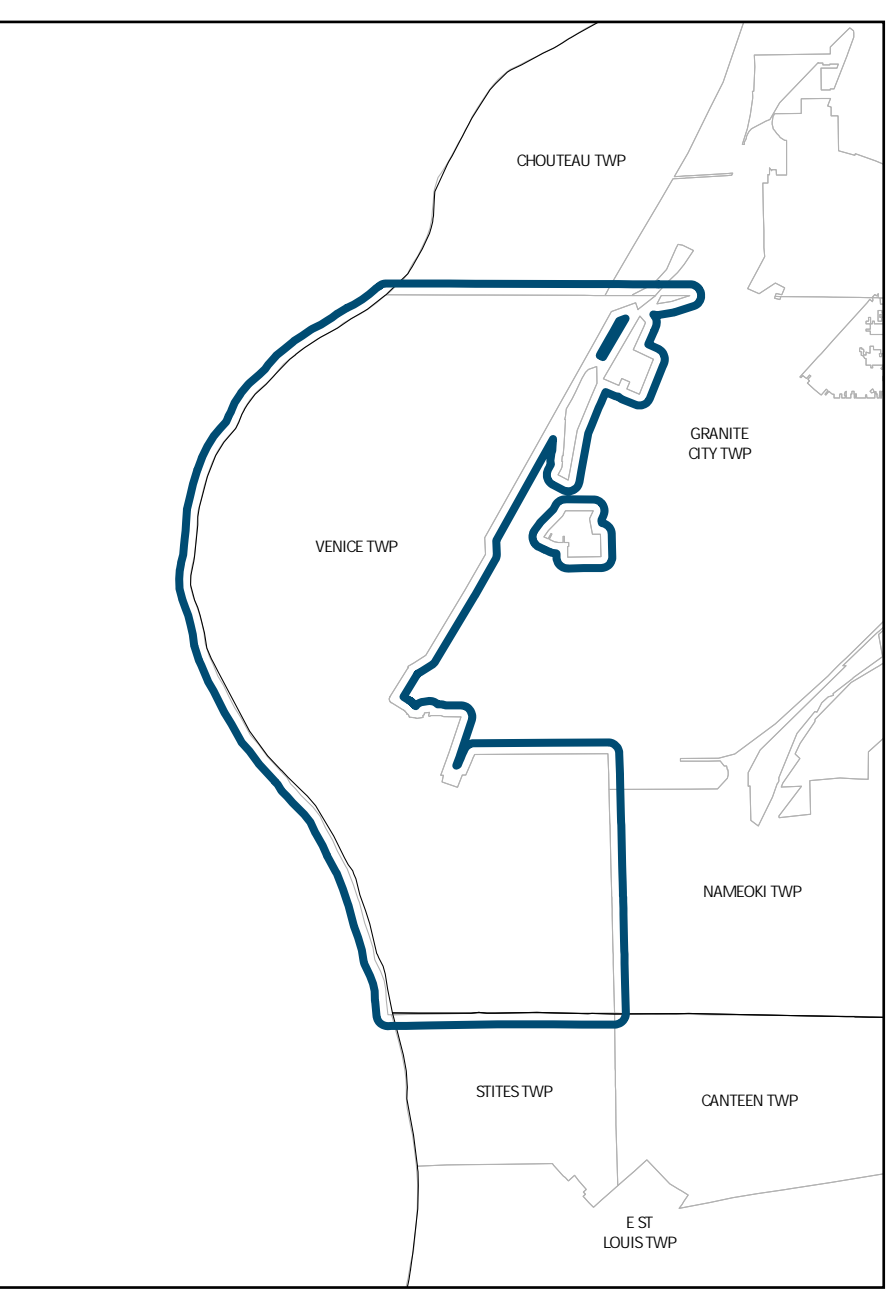 CHOUTEAU TWP
GRANITE
CITY TWP
VENICE TWP
NAMEOKI TWP
STITES TWP
CANTEEN TWP
E ST
LOUIS TWP